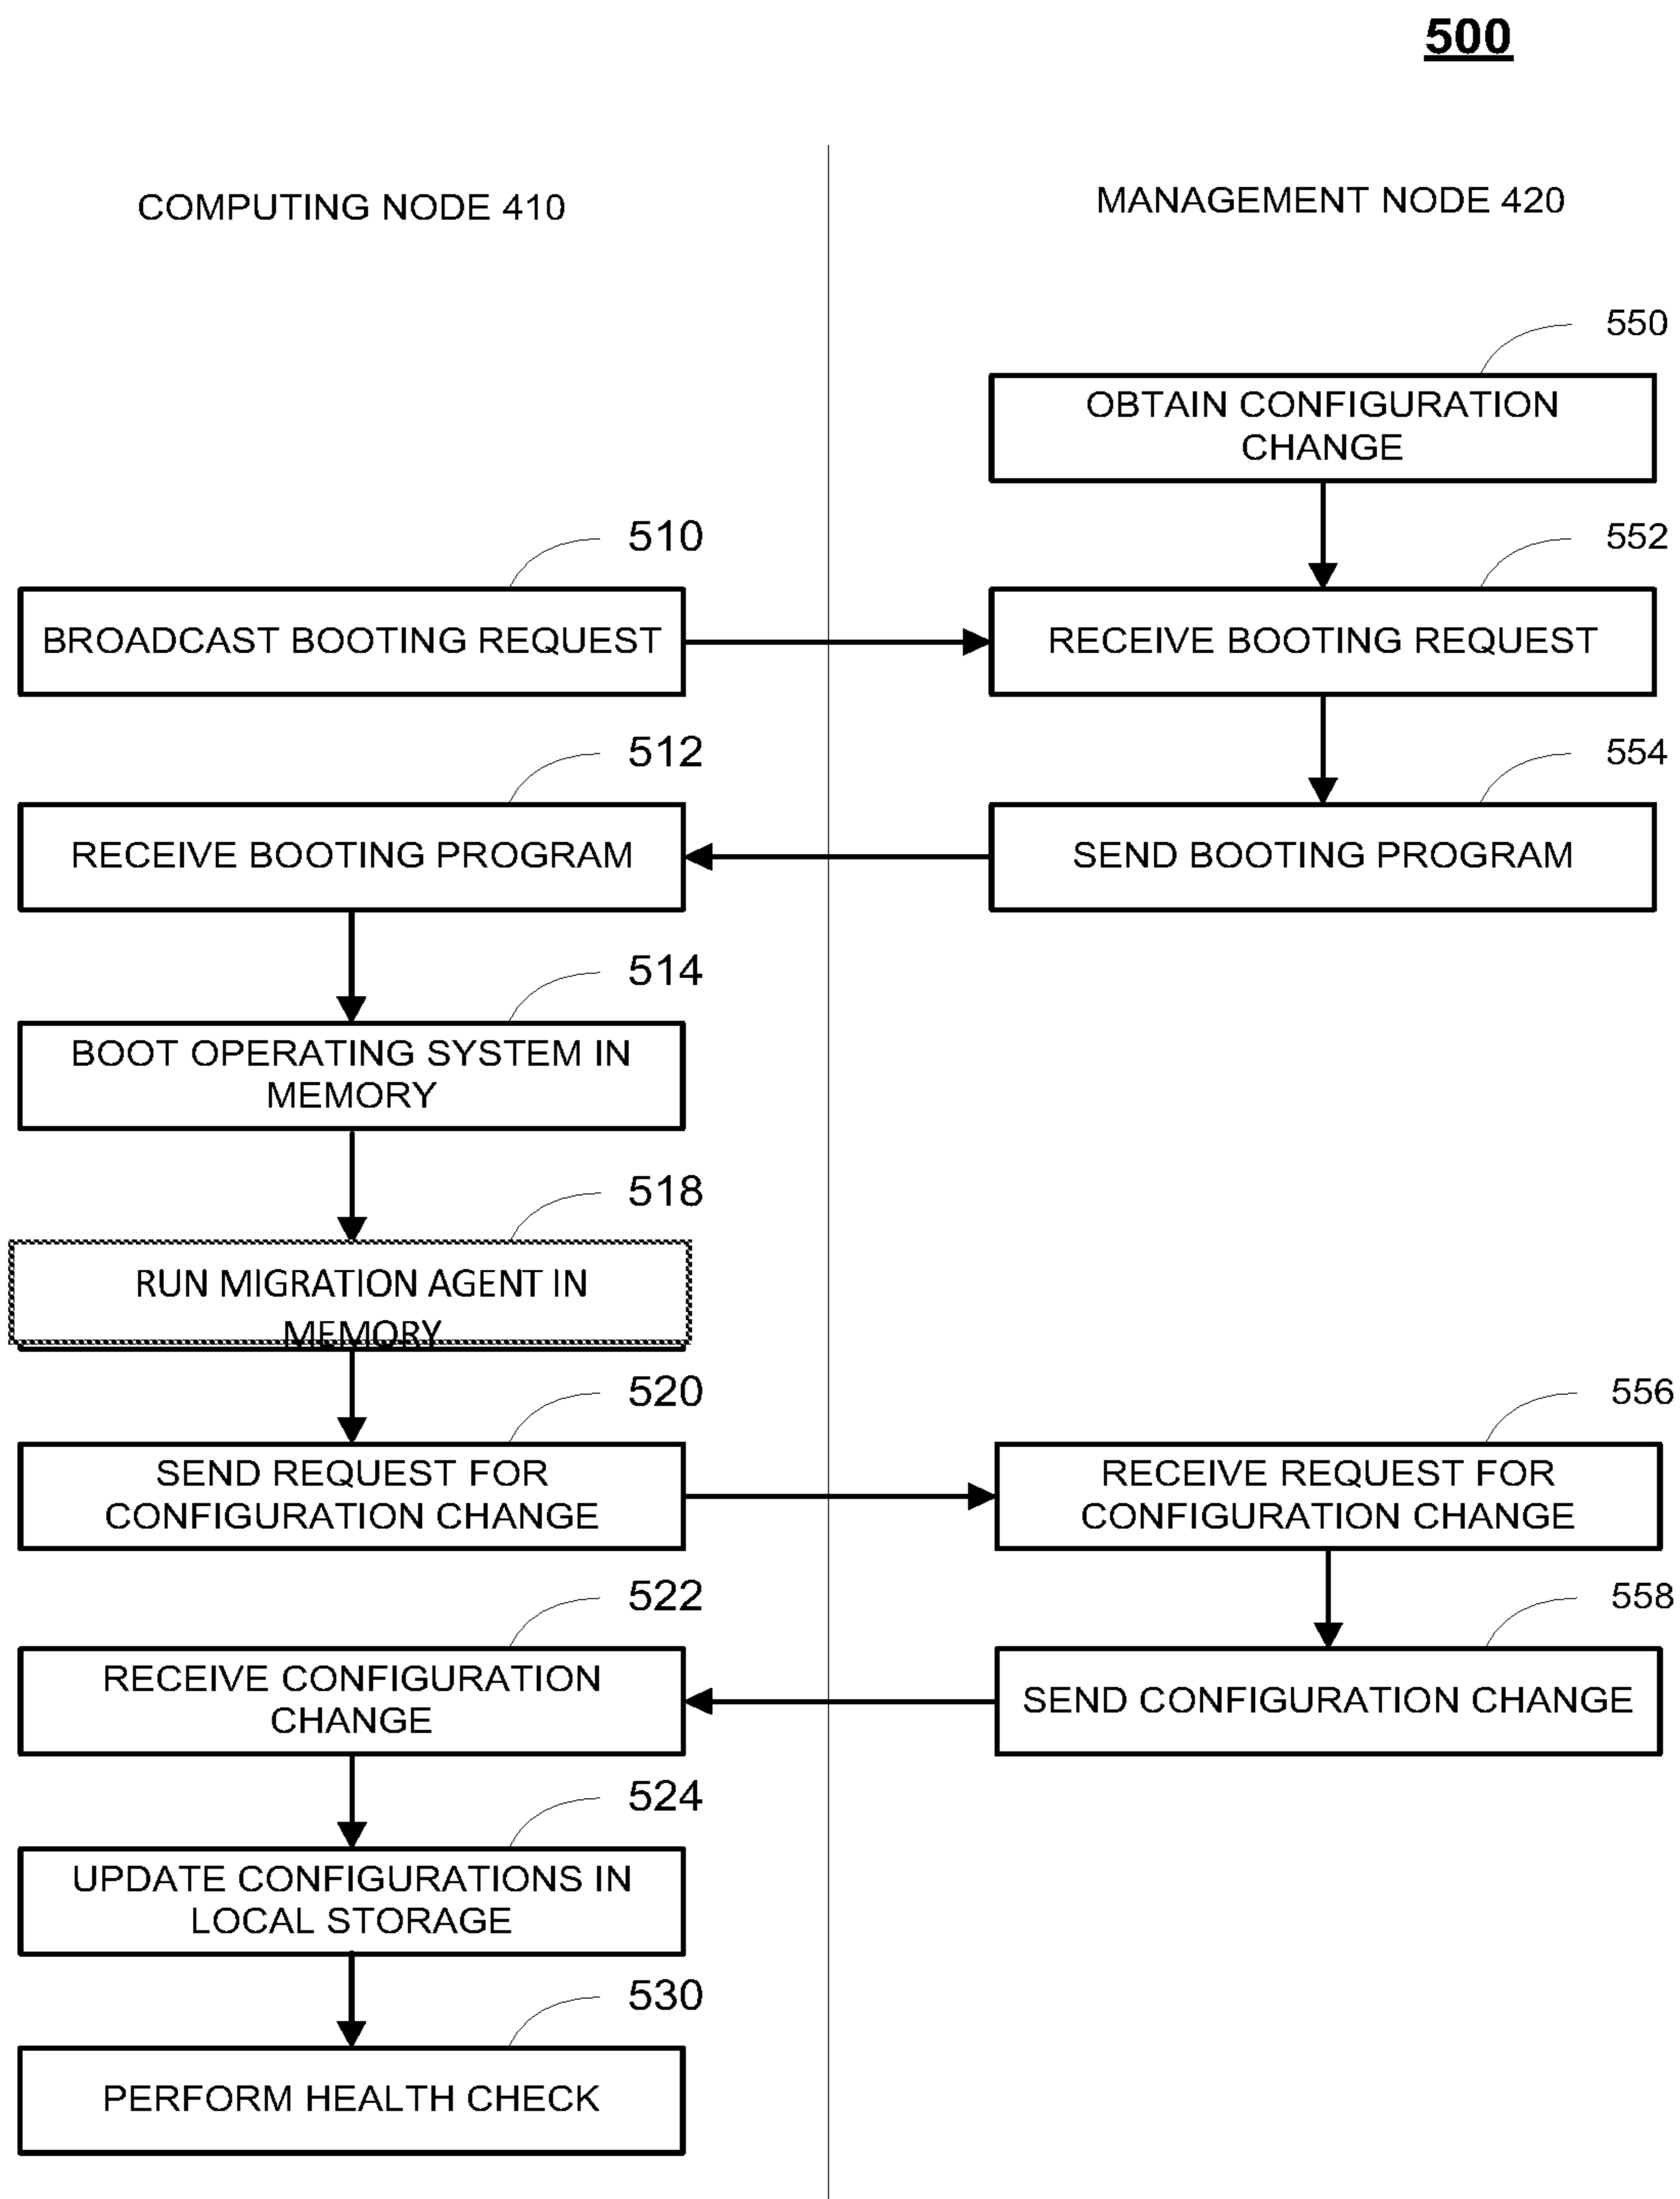 500
COMPUTING NODE 410
MANAGEMENT NODE 420
550
OBTAIN CONFIGURATION
CHANGE
510
552
BROADCAST BOOTING REQUEST
RECEIVE BOOTING REQUEST
512
554
RECEIVE BOOTING PROGRAM
SEND BOOTING PROGRAM
514
BOOT OPERATING SYSTEM IN
MEMORY
518
RUN MIGRATION AGENT IN
MEMORY
520
556
SEND REQUEST FOR
CONFIGURATION CHANGE
RECEIVE REQUEST FOR
CONFIGURATION CHANGE
522
558
RECEIVE CONFIGURATION
CHANGE
SEND CONFIGURATION CHANGE
524
UPDATE CONFIGURATIONS IN
LOCAL STORAGE
530
PERFORM HEALTH CHECK